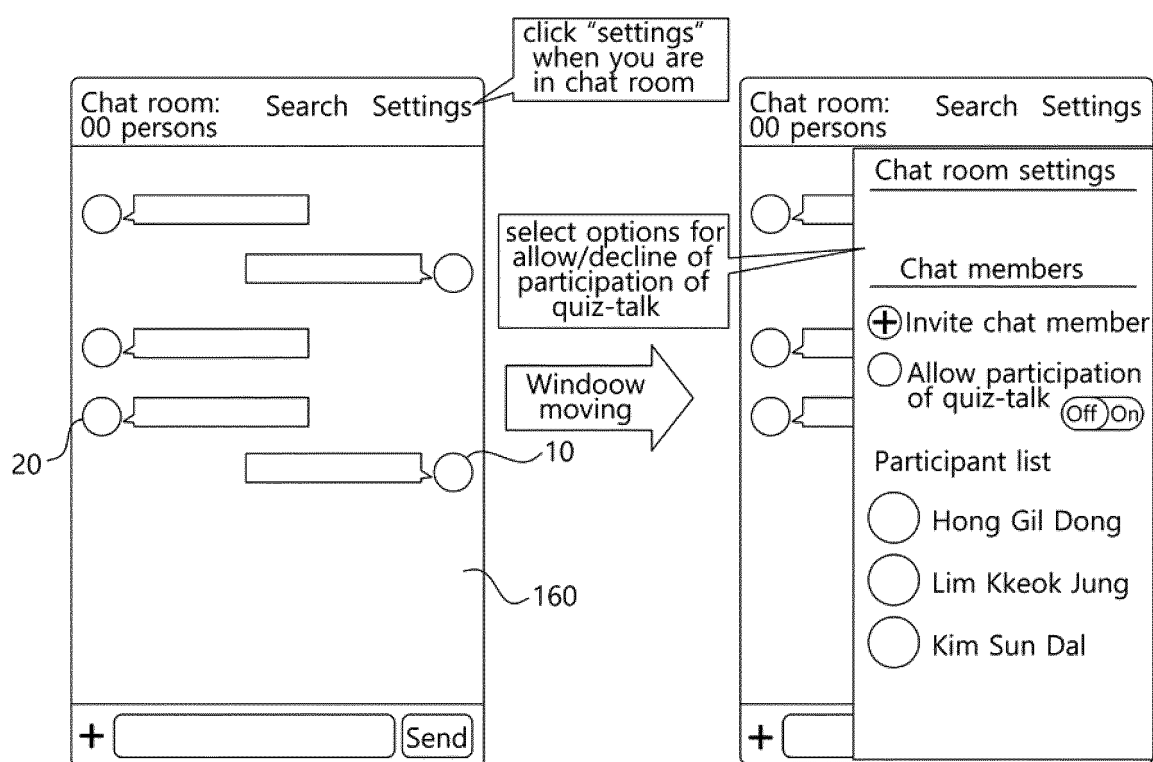 click “settings”
when you are
in chat room
Chat room:
00 persons
Search
Settings
select options for
allow/decline of
participation of
quiz-talk
Windoow
moving
20
10
160
+
Send
Chat room:
00 persons
Search
Settings
Chat room settings
Chat members
+ Invite chat member
Allow participation
of quiz-talk
Off On
Participant list
Hong Gil Dong
Lim Kkeok Jung
Kim Sun Dal
+